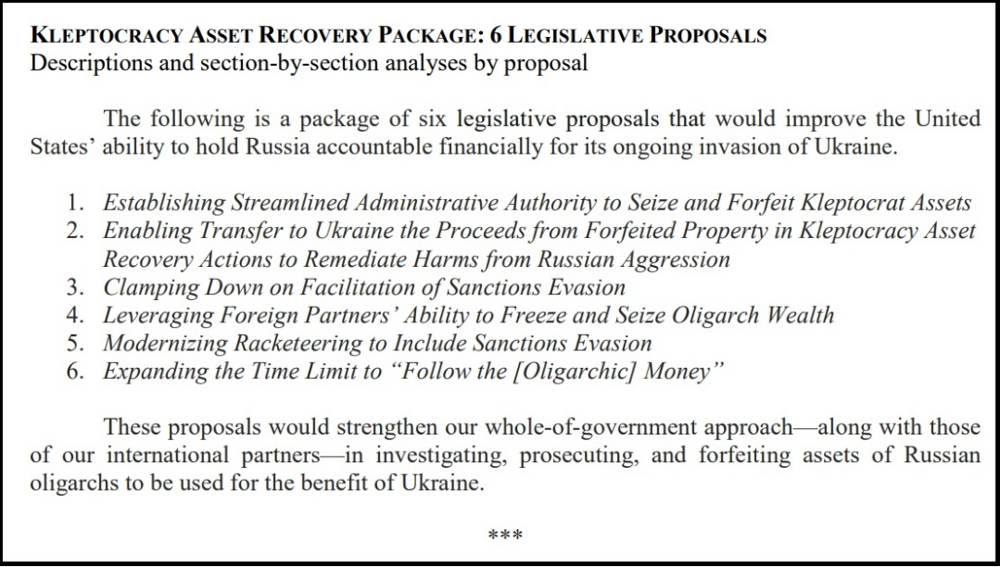 KLEPTOCRACY ASSET RECOVERY PACKAGE: 6 LEGISLATIVE PROPOSALS
Descriptions and section-by-section analyses by proposal
The following is a package of six legislative proposals that would improve the United
States’ ability to hold Russia accountable financially for its ongoing invasion of Ukraine.
1. Establishing Streamlined Administrative Authority to Seize and Forfeit Kleptocrat Assets
2. Enabling Transfer to Ukraine the Proceeds from Forfeited Property in Kleptocracy Asset
Recovery Actions to Remediate Harms from Russian Aggression
3. Clamping Down on Facilitation of Sanctions Evasion
4. Leveraging Foreign Partners’ Ability to Freeze and Seize Oligarch Wealth
5. Modernizing Racketeering to Include Sanctions Evasion
6. Expanding the Time Limit to “Follow the [Oligarchic] Money”
These proposals would strengthen our whole-of-government approach—along with those
of our international partners—in investigating, prosecuting, and forfeiting assets of Russian
oligarchs to be used for the benefit of Ukraine.
***